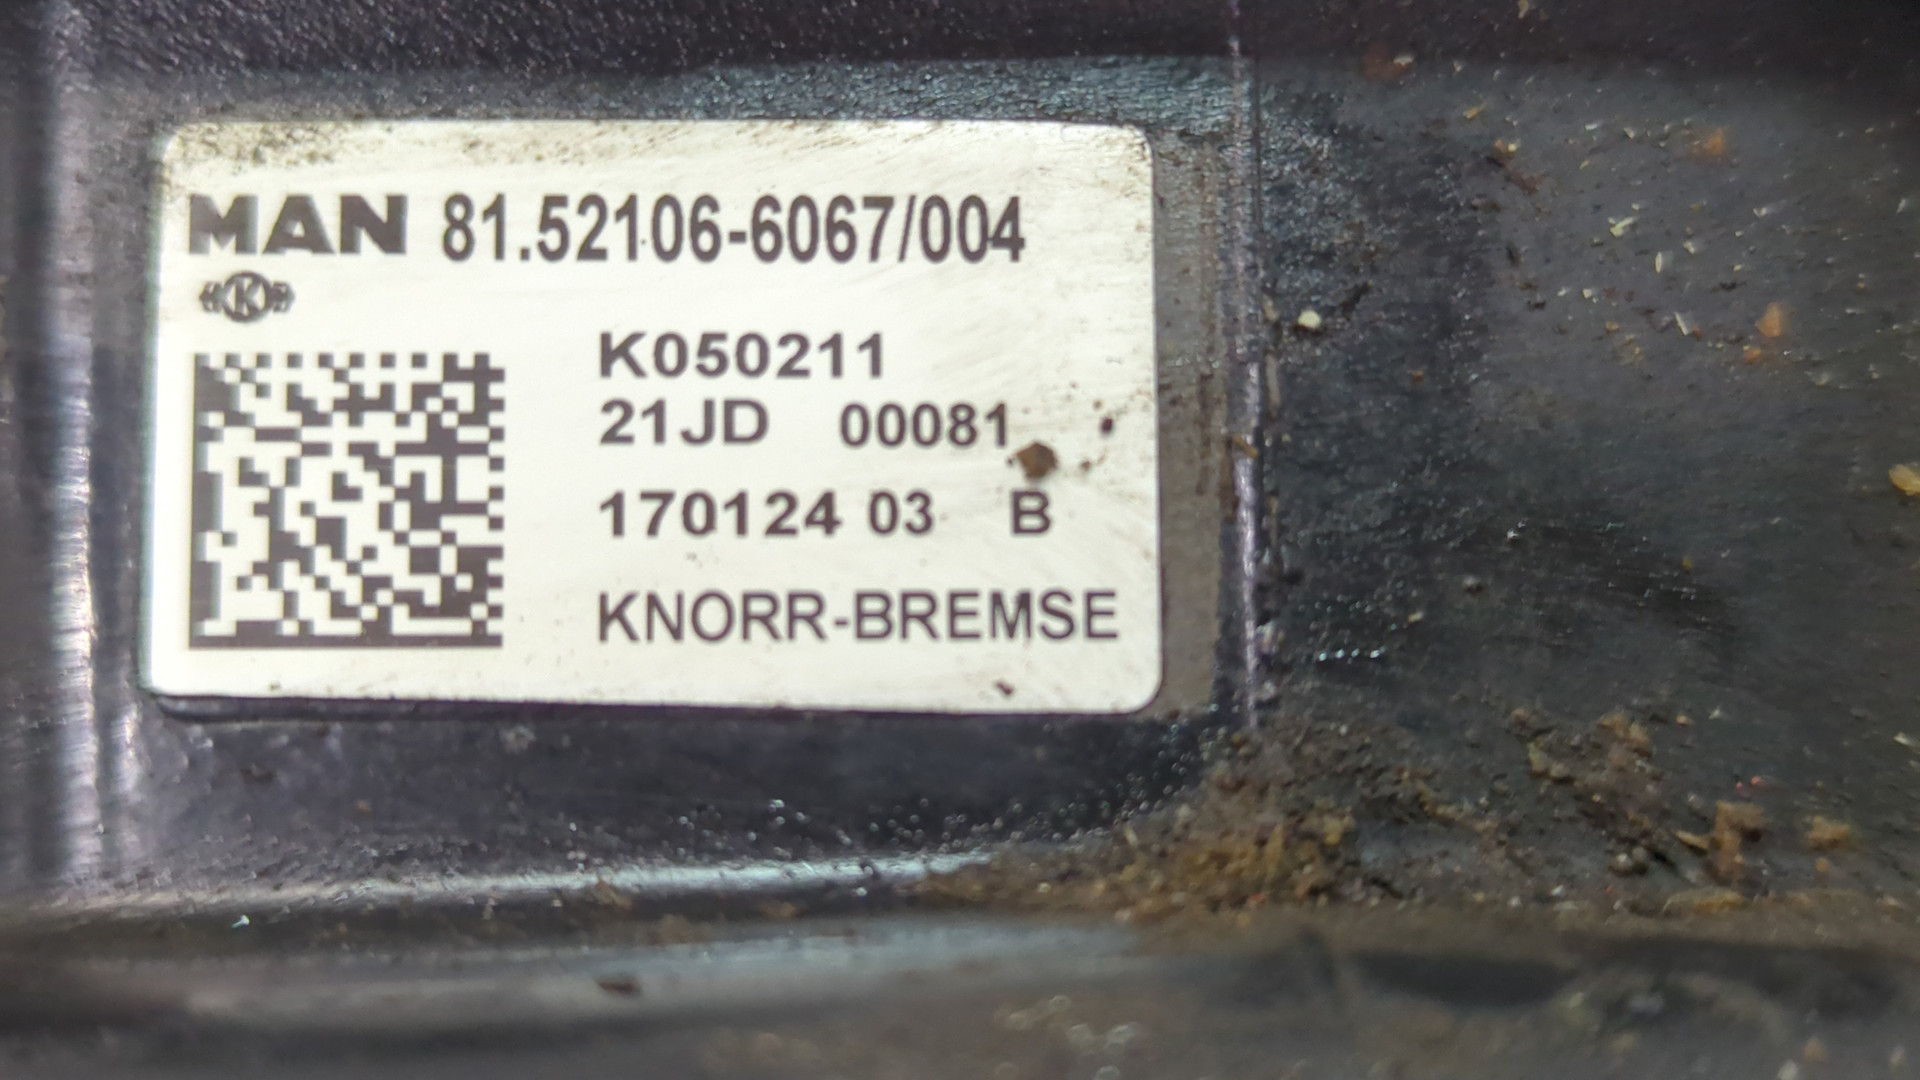 MAN 81.52106-6067/004
K
K050211
21JD 00081
170124 03 B
KNORR-BREMSE